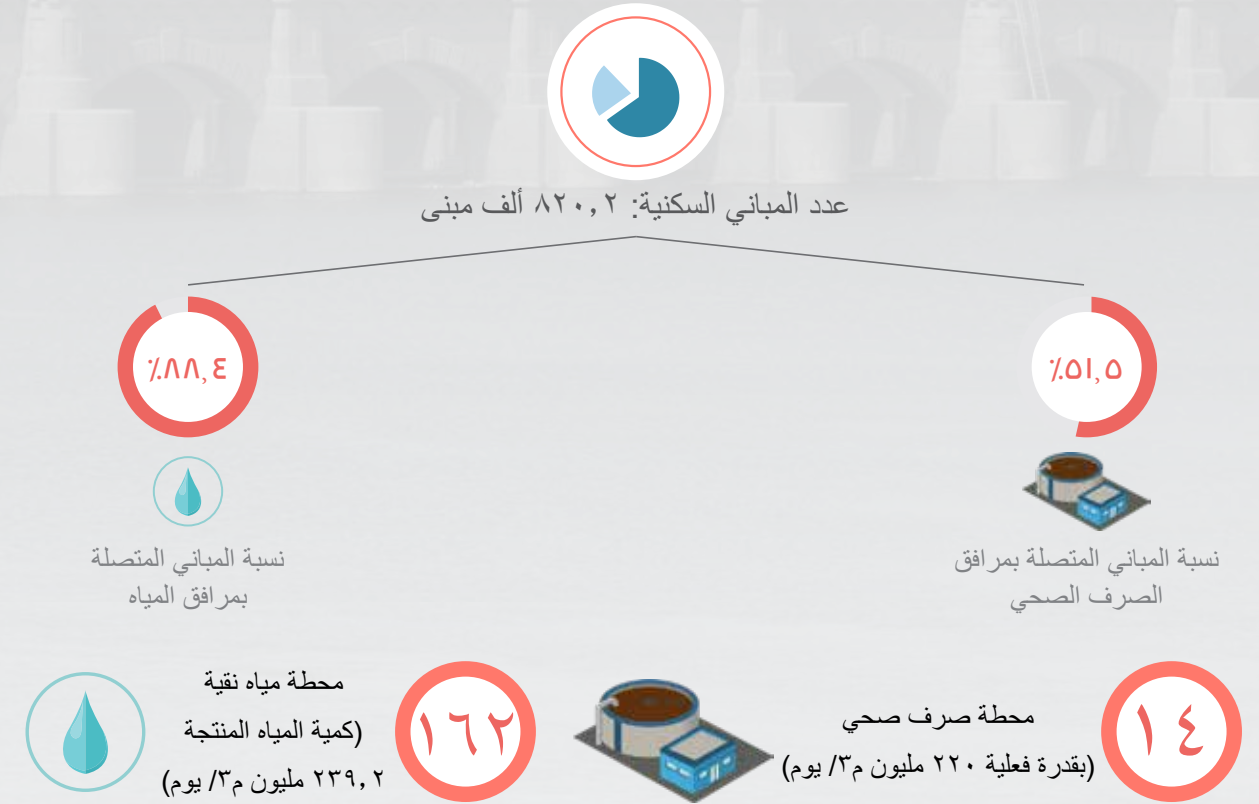 عدد المباني السكنية: ٨٢٠,٢ ألف مبنى
٥١,٥٪
نسبة المباني المتصلة بمرافق
الصرف الصحي
٨٨,٤٪
نسبة المباني المتصلة
بمرافق المياه
١٤
محطة صرف صحي
(بقدرة فعلية ٢٢٠ مليون م٣/ يوم)
١٦٢
محطة مياه نقية
(كمية المياه المنتجة
٢٣٩,٢ مليون م٣/ يوم)